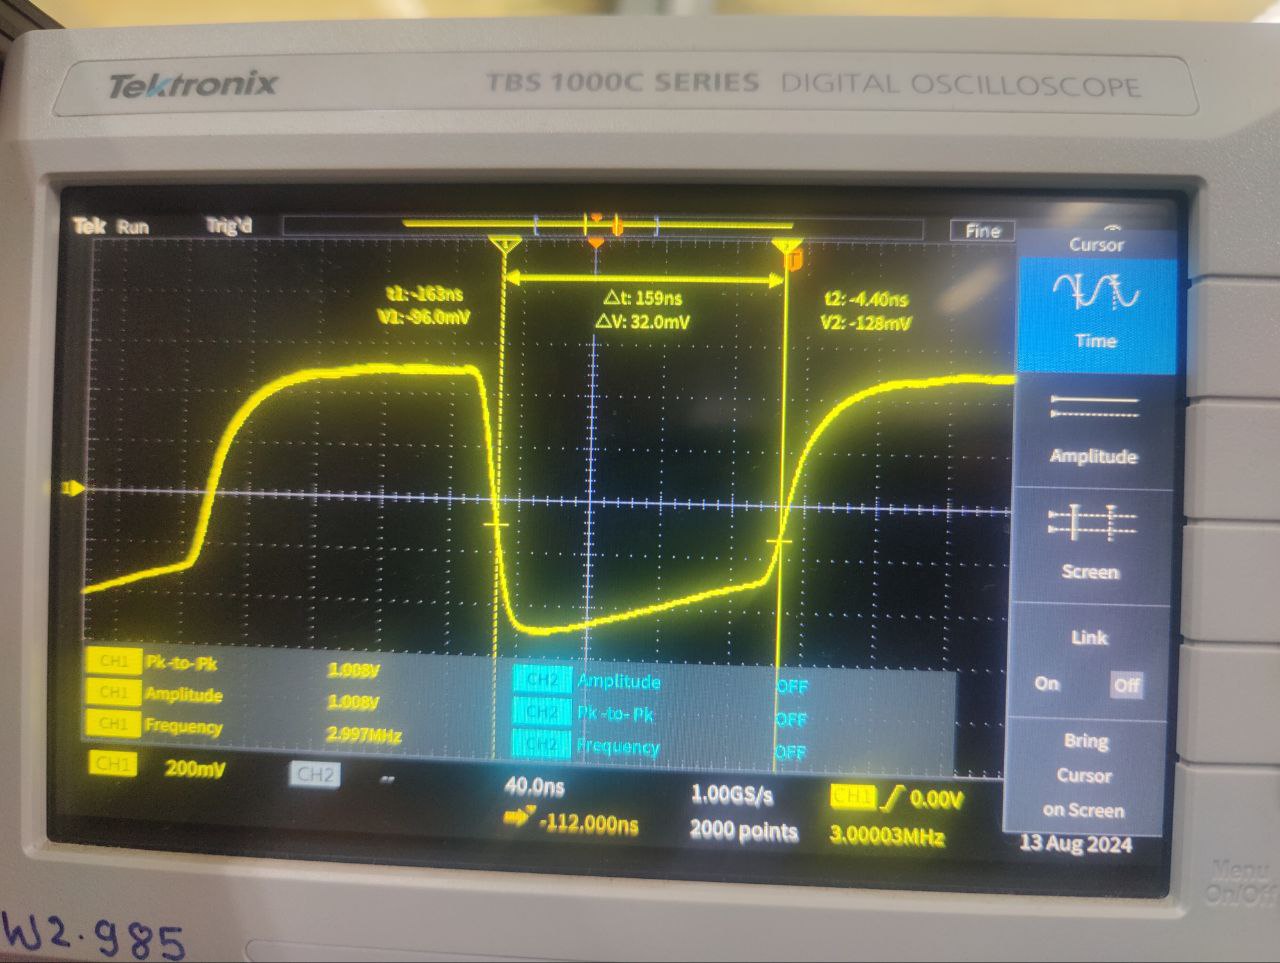 Tektronix TBS 1000C SERIES DIGITAL OSCILLOSCOPE
Tek Run Trig'd Fine
Cursor
t1: -163ns Δt: 159ns t2: -4.40ns
V1: -96.0mV ΔV: 32.0mV V2: -128mV
Time
Amplitude
Screen
Link
On Off
Bring
Cursor
on Screen
1
CH1 Pk-to-Pk 1.008V CH2 Amplitude OFF
CH1 Amplitude 1.008V CH2 Pk-to-Pk OFF
CH1 Frequency 2.997MHz CH2 Frequency OFF
CH1 200mV CH2 -- 40.0ns 1.00GS/s CH1 0.00V
-112.000ns 2000 points 3.00003MHz
13 Aug 2024
Menu
On/Off
W2.985